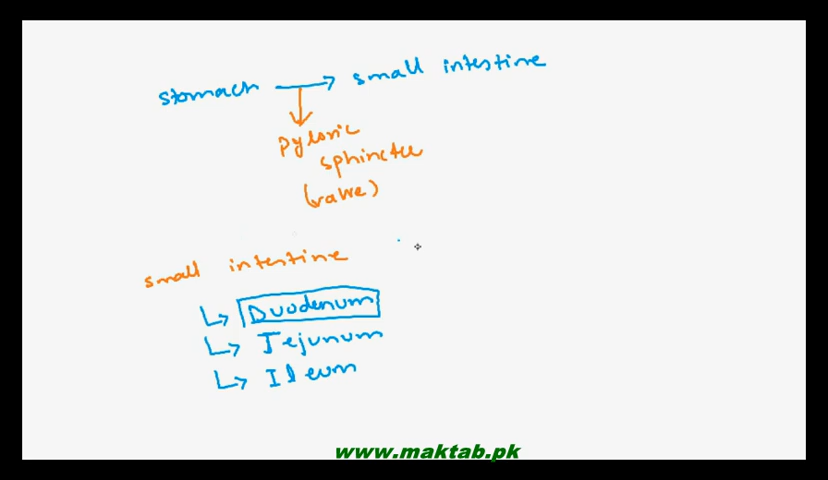 stomach → small intestine
Pyloric
sphincter
(valve)
small intestine
↳ Duodenum
↳ Jejunum
↳ Ileum
www.maktab.pk